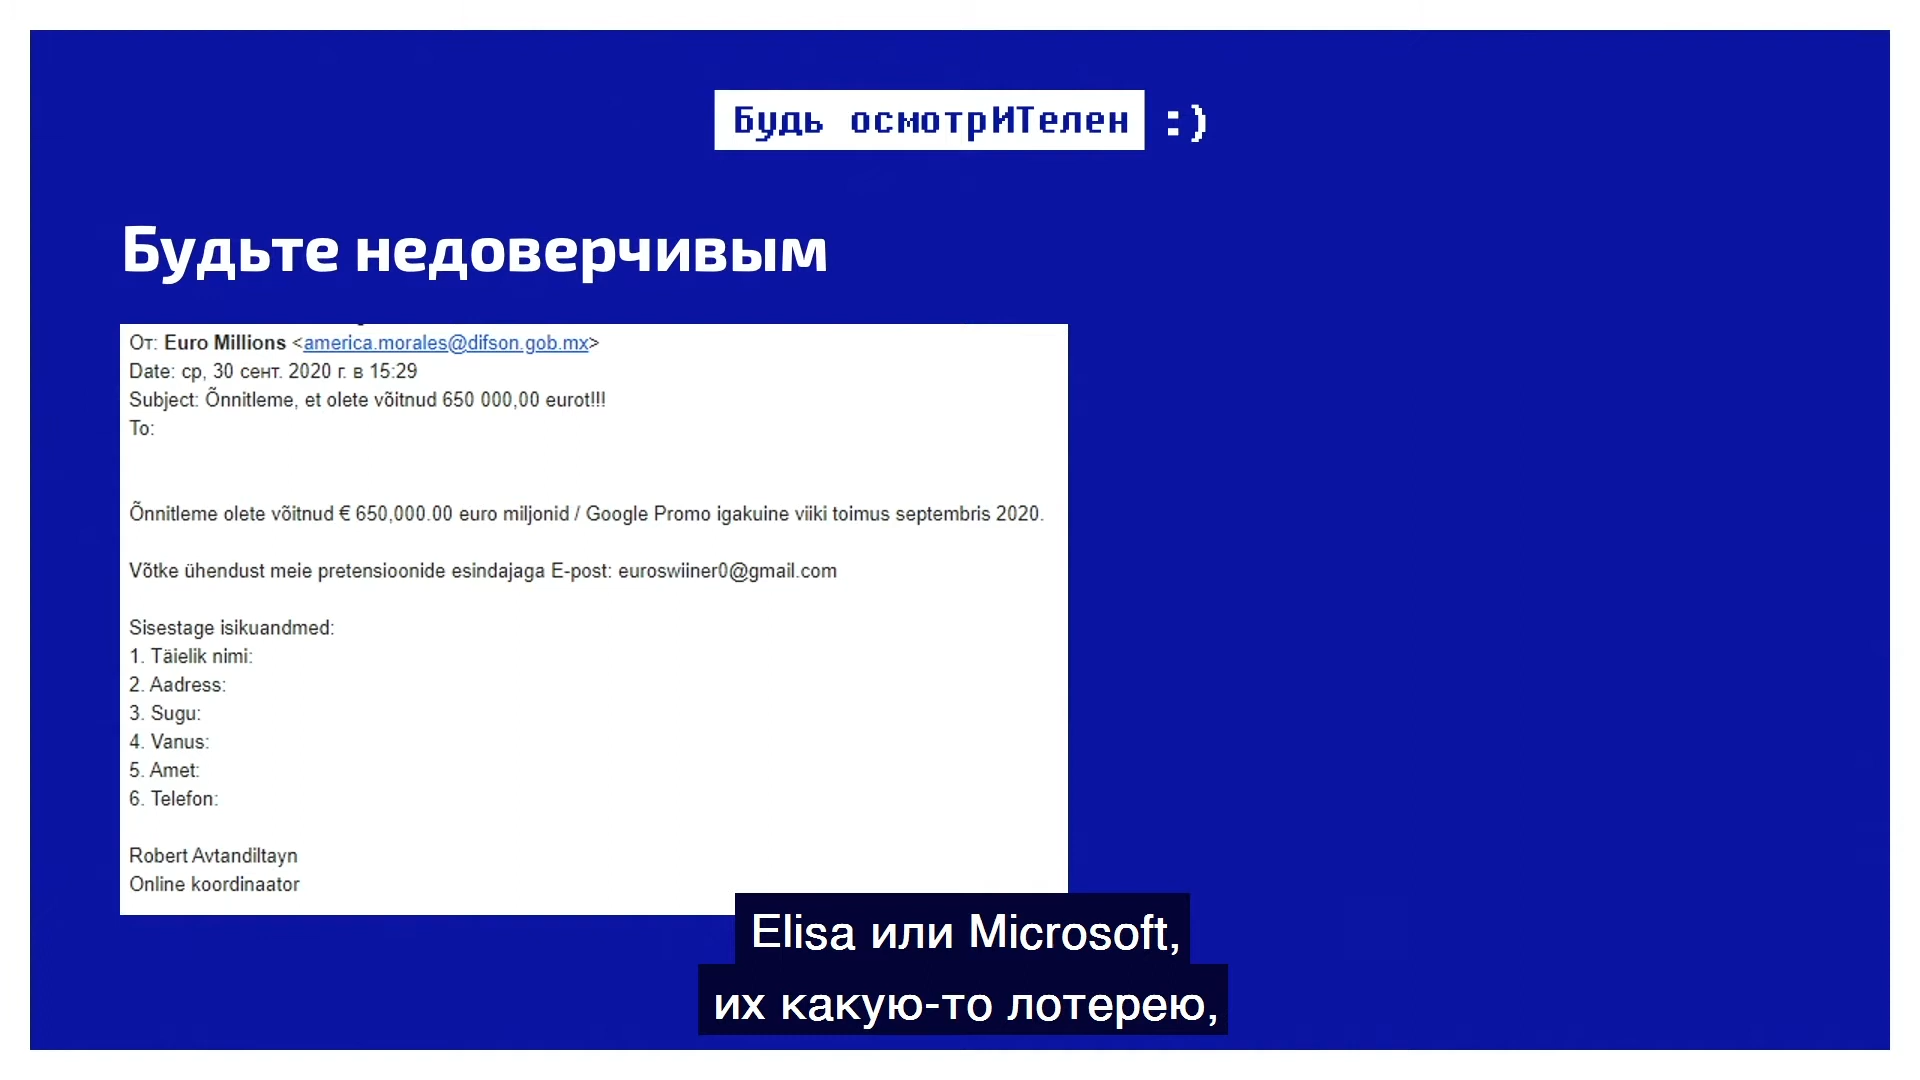 Будь осмотрИТелен :)
Будьте недоверчивым
От: Euro Millions <america.morales@difson.gob.mx>
Date: ср, 30 сент. 2020 г. в 15:29
Subject: Õnnitleme, et olete võitnud 650 000,00 eurot!!!
To:
Õnnitleme olete võitnud € 650,000.00 euro miljonid / Google Promo igakuine viiki toimus septembris 2020.
Võtke ühendust meie pretensioonide esindajaga E-post: euroswiiner0@gmail.com
Sisestage isikuandmed:
1. Täielik nimi:
2. Aadress:
3. Sugu:
4. Vanus:
5. Amet:
6. Telefon:
Robert Avtandiltayn
Online koordinaator
Elisa или Microsoft,
их какую-то лотерею,